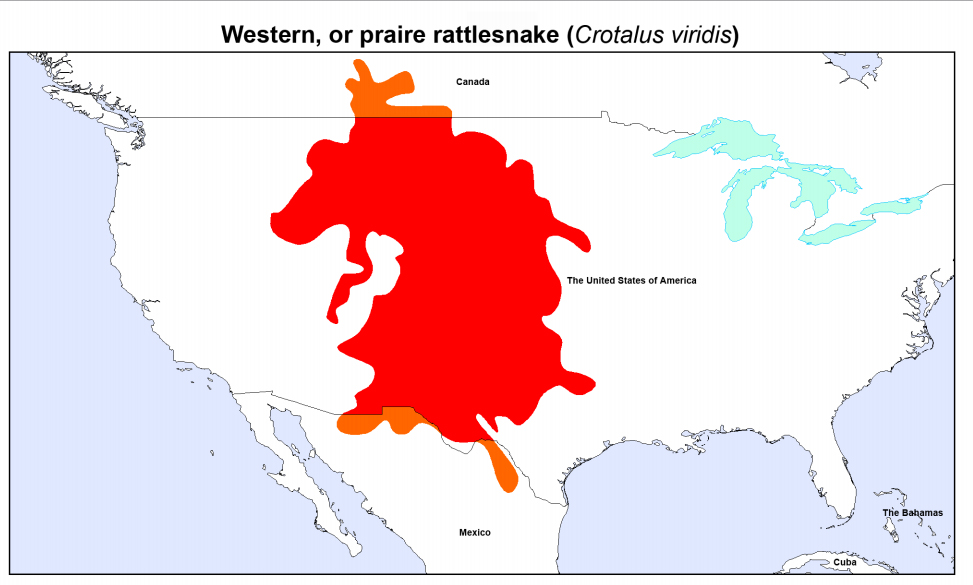 Western, or praire rattlesnake (Crotalus viridis)
Canada
The United States of America
The Bahamas
Mexico
Cuba